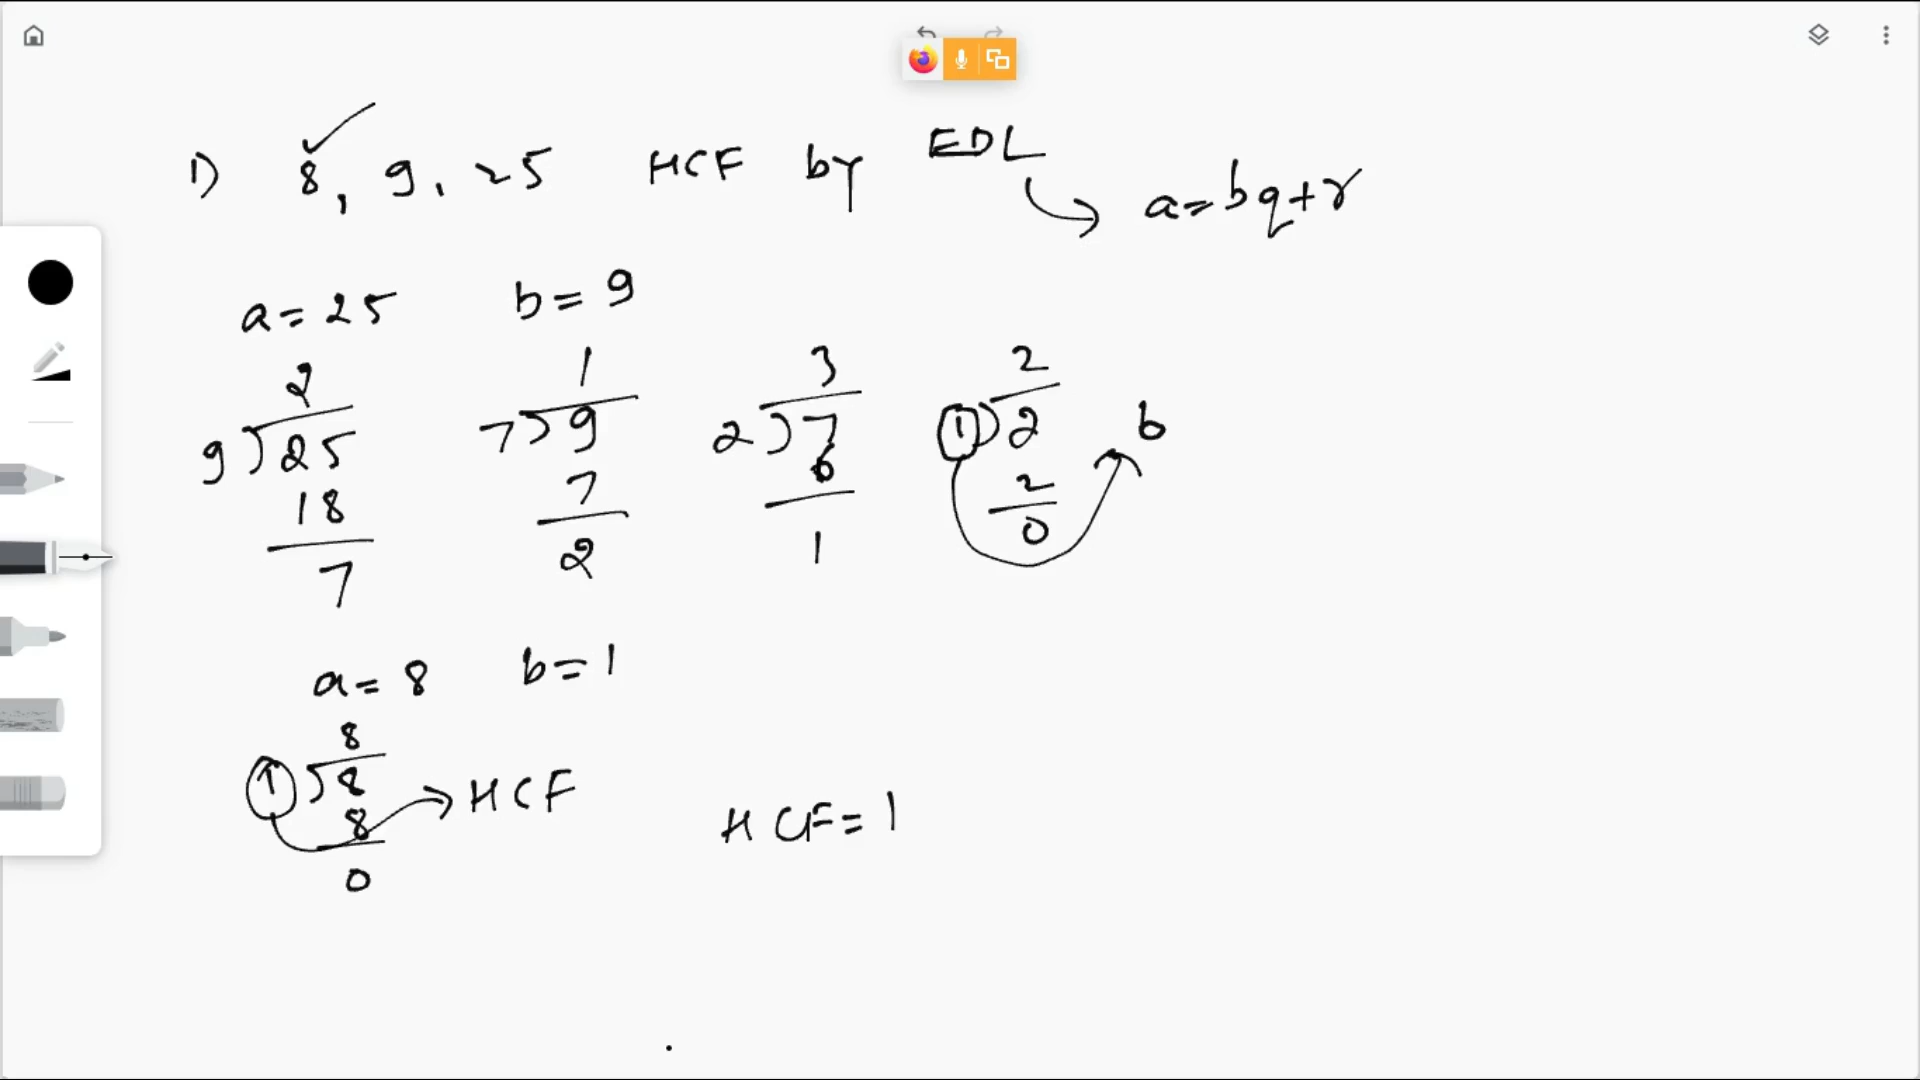 1) 8, 9, 25 HCF by EDL
a=bq+r
a=25 b=9
2 1 3 2
9)25 7)9 2)7 1)2 b
18 7 6 2
7 2 1 0
a=8 b=1
8
1)8 HCF
8 HCF=1
0